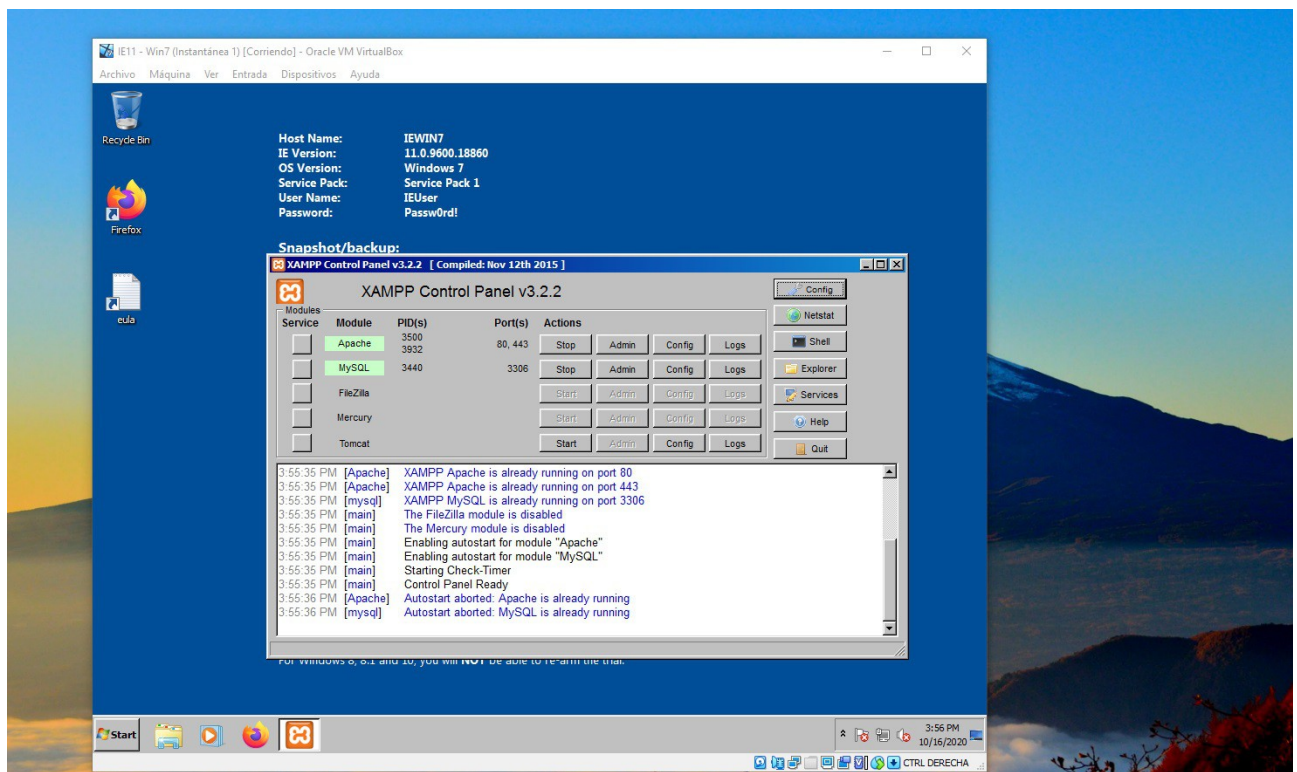 IE11 - Win7 (Instantánea 1) [Corriendo] - Oracle VM VirtualBox
Archivo Máquina Ver Entrada Dispositivos Ayuda
Recycle Bin
Firefox
eula
Host Name: IEWIN7
IE Version: 11.0.9600.18860
OS Version: Windows 7
Service Pack: Service Pack 1
User Name: IEUser
Password: Passw0rd!
Snapshot/backup:
XAMPP Control Panel v3.2.2 [ Compiled: Nov 12th 2015 ]
XAMPP Control Panel v3.2.2
Config
Modules
Service Module PID(s) Port(s) Actions
Netstat
Apache 3500 3932 80, 443 Stop Admin Config Logs
Shell
MySQL 3440 3306 Stop Admin Config Logs
Explorer
FileZilla Start Admin Config Logs
Services
Mercury Start Admin Config Logs
Help
Tomcat Start Admin Config Logs
Quit
3:55:35 PM [Apache] XAMPP Apache is already running on port 80
3:55:35 PM [Apache] XAMPP Apache is already running on port 443
3:55:35 PM [mysql] XAMPP MySQL is already running on port 3306
3:55:35 PM [main] The FileZilla module is disabled
3:55:35 PM [main] The Mercury module is disabled
3:55:35 PM [main] Enabling autostart for module "Apache"
3:55:35 PM [main] Enabling autostart for module "MySQL"
3:55:35 PM [main] Starting Check-Timer
3:55:35 PM [main] Control Panel Ready
3:55:36 PM [Apache] Autostart aborted: Apache is already running
3:55:36 PM [mysql] Autostart aborted: MySQL is already running
For Windows 8, 8.1 and 10, you will NOT be able to re-arm the trial.
Start
3:56 PM
10/16/2020
CTRL DERECHA